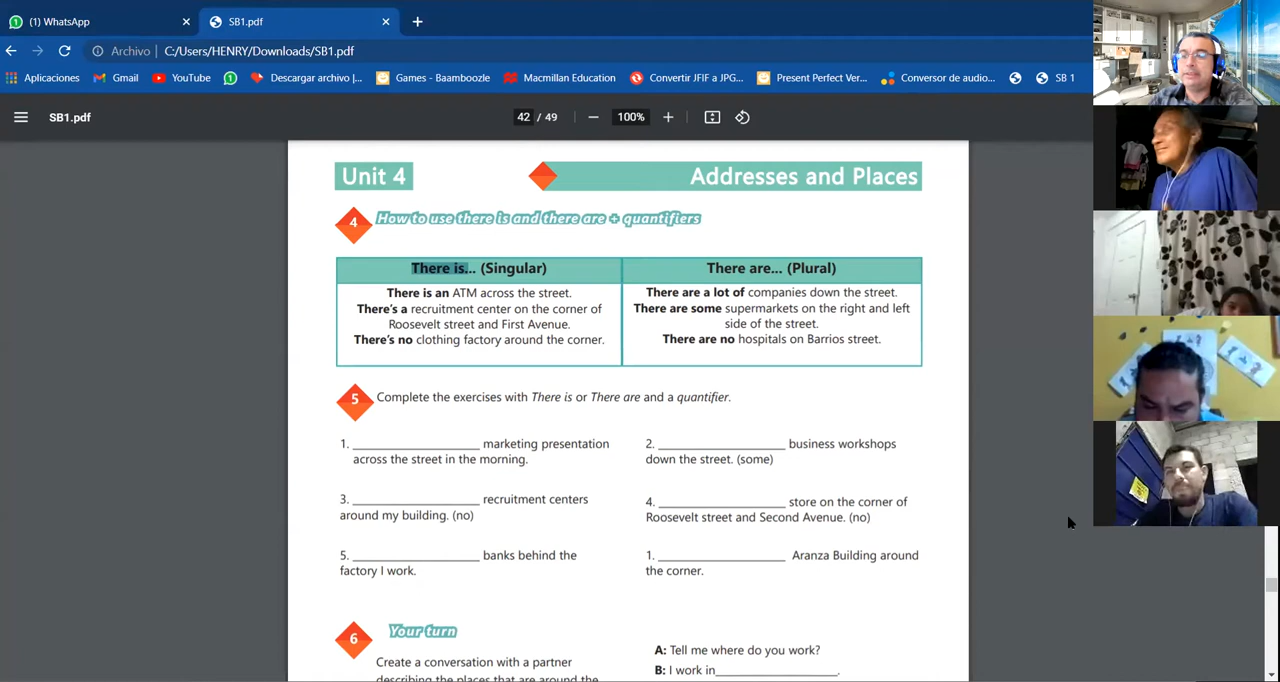 (1) WhatsApp
SB1.pdf
Archivo
C:/Users/HENRY/Downloads/SB1.pdf
Aplicaciones
Gmail
YouTube
Descargar archivo |...
Games - Baamboozle
Macmillan Education
Convertir JFIF a JPG...
Present Perfect Ver...
Conversor de audio...
SB 1
SB1.pdf
42 / 49
100%
Unit 4
Addresses and Places
4
How to use there is and there are + quantifiers
There is... (Singular)
There is an ATM across the street.
There's a recruitment center on the corner of
Roosevelt street and First Avenue.
There's no clothing factory around the corner.
There are... (Plural)
There are a lot of companies down the street.
There are some supermarkets on the right and left
side of the street.
There are no hospitals on Barrios street.
5
Complete the exercises with There is or There are and a quantifier.
1. ____________________ marketing presentation
across the street in the morning.
2. ____________________ business workshops
down the street. (some)
3. ____________________ recruitment centers
around my building. (no)
4. ____________________ store on the corner of
Roosevelt street and Second Avenue. (no)
5. ____________________ banks behind the
factory I work.
1. ____________________ Aranza Building around
the corner.
6
Your turn
Create a conversation with a partner
describing the places that are around the
A: Tell me where do you work?
B: I work in____________________.